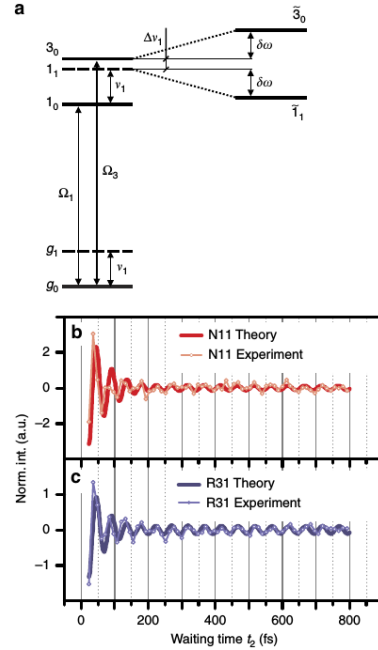 a
3̃₀
Δν₁
3₀
δω
1₁
ν₁
δω
1̃₁
1₀
Ω₃
Ω₁
g₁
ν₁
g₀
b
N11 Theory
N11 Experiment
2
0
−2
Norm. int. (a.u.)
c
R31 Theory
R31 Experiment
1
0
−1
0 200 400 600 800
Waiting time t₂ (fs)